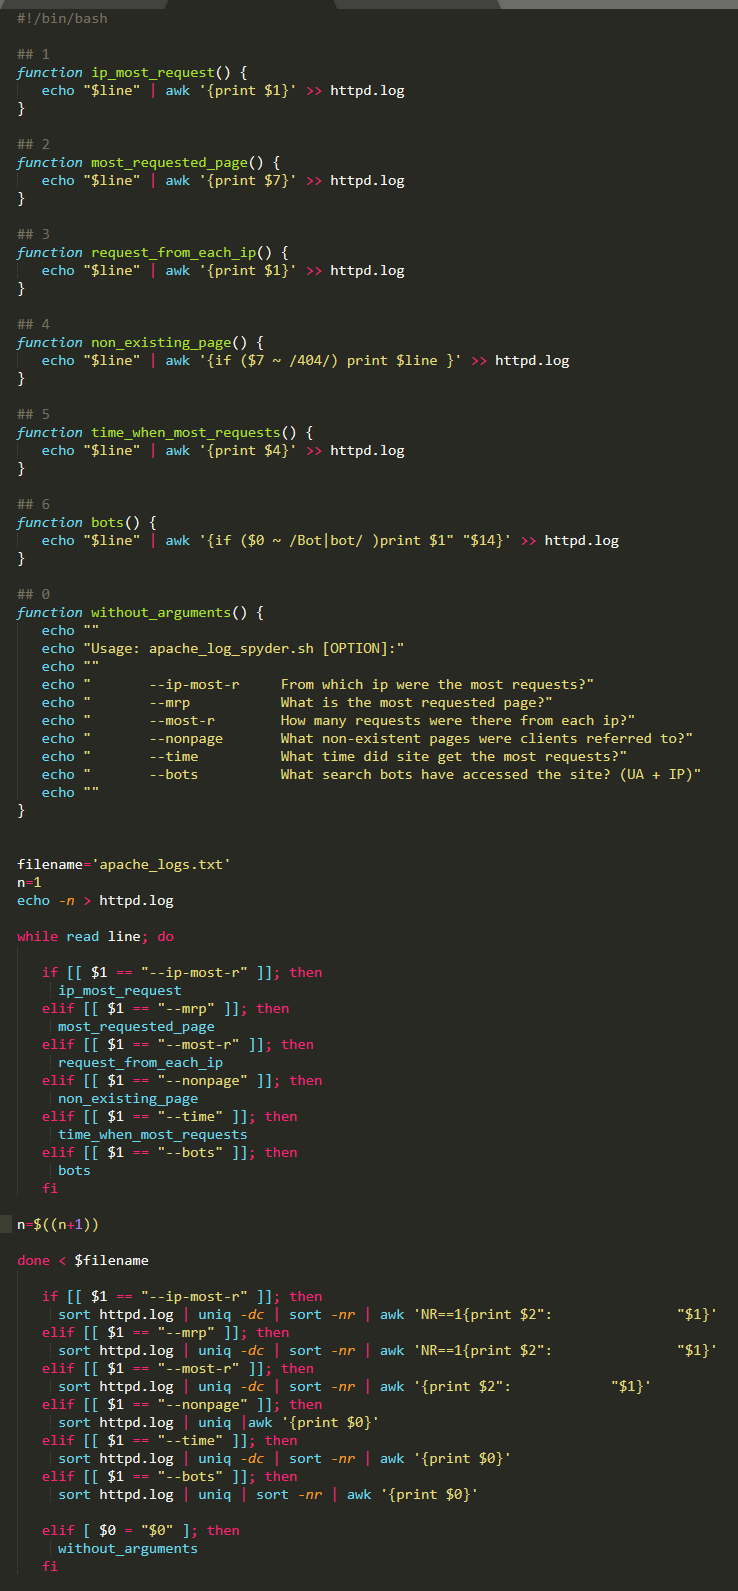 #!/bin/bash
## 1
function ip_most_request() {
echo "$line" | awk '{print $1}' >> httpd.log
}
## 2
function most_requested_page() {
echo "$line" | awk '{print $7}' >> httpd.log
}
## 3
function request_from_each_ip() {
echo "$line" | awk '{print $1}' >> httpd.log
}
## 4
function non_existing_page() {
echo "$line" | awk '{if ($7 ~ /404/) print $line }' >> httpd.log
}
## 5
function time_when_most_requests() {
echo "$line" | awk '{print $4}' >> httpd.log
}
## 6
function bots() {
echo "$line" | awk '{if ($0 ~ /Bot|bot/ )print $1" "$14}' >> httpd.log
}
## 0
function without_arguments() {
echo ""
echo "Usage: apache_log_spyder.sh [OPTION]:"
echo ""
echo "       --ip-most-r     From which ip were the most requests?"
echo "       --mrp           What is the most requested page?"
echo "       --most-r        How many requests were there from each ip?"
echo "       --nonpage       What non-existent pages were clients referred to?"
echo "       --time          What time did site get the most requests?"
echo "       --bots          What search bots have accessed the site? (UA + IP)"
echo ""
}
filename='apache_logs.txt'
n=1
echo -n > httpd.log
while read line; do
if [[ $1 == "--ip-most-r" ]]; then
ip_most_request
elif [[ $1 == "--mrp" ]]; then
most_requested_page
elif [[ $1 == "--most-r" ]]; then
request_from_each_ip
elif [[ $1 == "--nonpage" ]]; then
non_existing_page
elif [[ $1 == "--time" ]]; then
time_when_most_requests
elif [[ $1 == "--bots" ]]; then
bots
fi
n=$((n+1))
done < $filename
if [[ $1 == "--ip-most-r" ]]; then
sort httpd.log | uniq -dc | sort -nr | awk 'NR==1{print $2":               "$1}'
elif [[ $1 == "--mrp" ]]; then
sort httpd.log | uniq -dc | sort -nr | awk 'NR==1{print $2":               "$1}'
elif [[ $1 == "--most-r" ]]; then
sort httpd.log | uniq -dc | sort -nr | awk '{print $2":            "$1}'
elif [[ $1 == "--nonpage" ]]; then
sort httpd.log | uniq |awk '{print $0}'
elif [[ $1 == "--time" ]]; then
sort httpd.log | uniq -dc | sort -nr | awk '{print $0}'
elif [[ $1 == "--bots" ]]; then
sort httpd.log | uniq | sort -nr | awk '{print $0}'
elif [ $0 = "$0" ]; then
without_arguments
fi